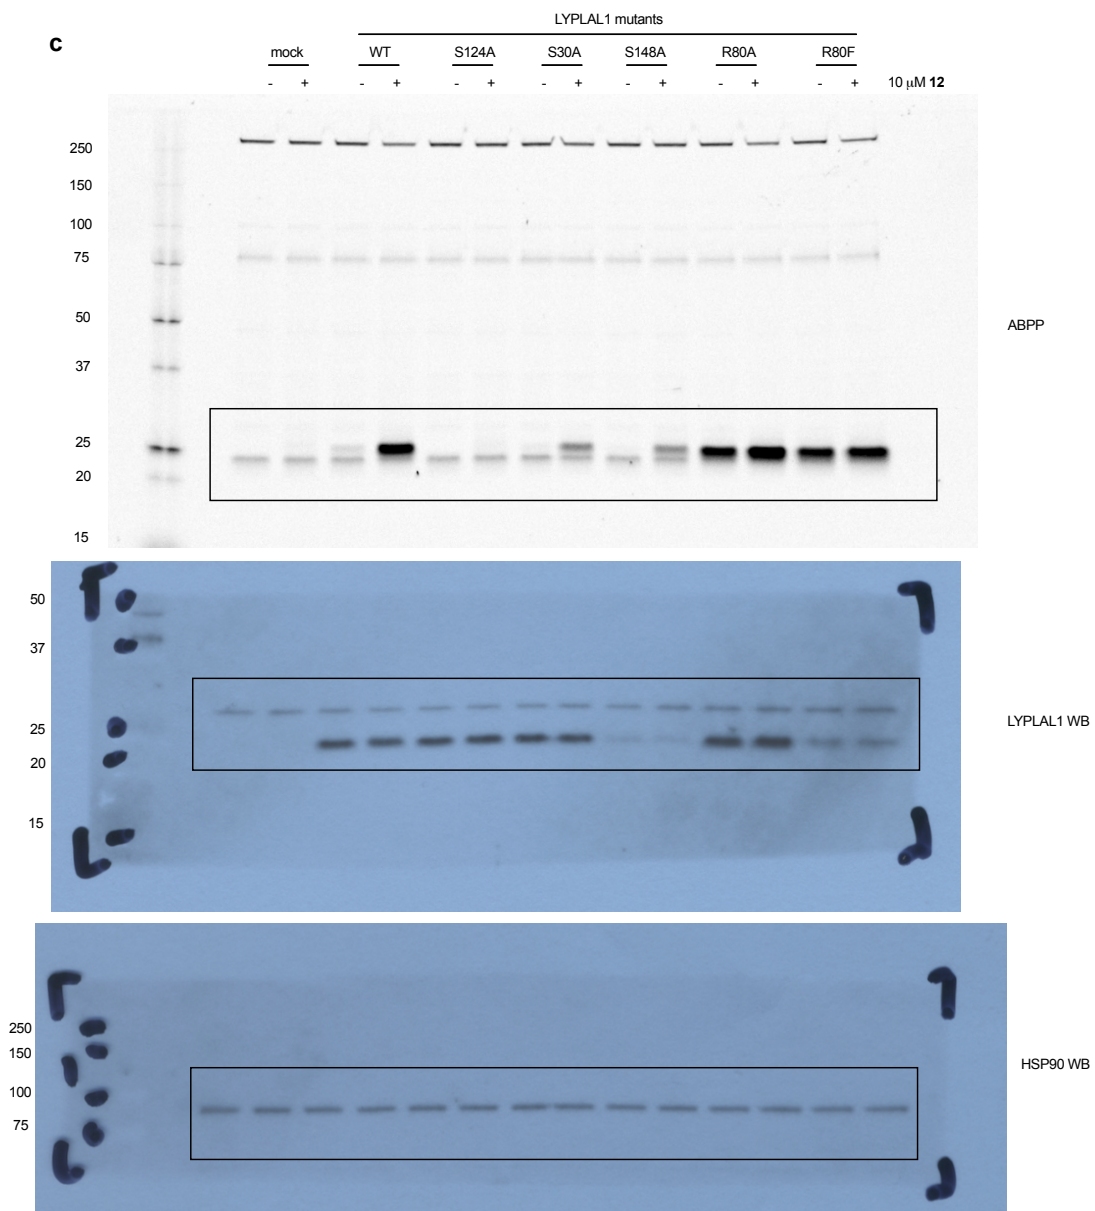 c
LYPLAL1 mutants
mock WT S124A S30A S148A R80A R80F
- + - + - + - + - + - + - + 10 μM 12
250
150
100
75
50
37
25
20
15
ABPP
50
37
25
20
15
LYPLAL1 WB
250
150
100
75
HSP90 WB